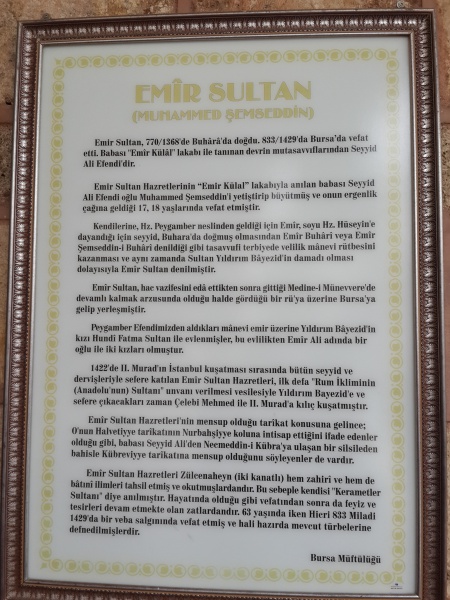 EMÎR SULTAN
(MUHAMMED ŞEMSEDDİN)
Emir Sultan, 770/1368'de Buhârâ'da doğdu. 833/1429'da Bursa'da vefat
etti. Babası "Emir Külâl" lakabı ile tanınan devrin mutasavvıflarından Seyyid
Ali Efendi'dir.
Emir Sultan Hazretlerinin “Emir Külal” lakabıyla anılan babası Seyyid
Ali Efendi oğlu Muhammed Şemseddin'i yetiştirip büyütmüş ve onun ergenlik
çağına geldiği 17, 18 yaşlarında vefat etmiştir.
Kendilerine, Hz. Peygamber neslinden geldiği için Emir, soyu Hz. Hüseyin'e
dayandığı için seyyid, Buhara'da doğmuş olmasından Emir Buhâri veya Emir
Şemseddin-i Buhâri denildiği gibi tasavvufi terbiyede velilik mânevi rütbesini
kazanması ve aynı zamanda Sultan Yıldırım Bâyezid'in damadı olması
dolayısıyla Emir Sultan denilmiştir.
Emir Sultan, hac vazifesini edâ ettikten sonra gittiği Medine-i Münevvere'de
devamlı kalmak arzusunda olduğu halde gördüğü bir rü'ya üzerine Bursa'ya
gelip yerleşmiştir.
Peygamber Efendimizden aldıkları mânevi emir üzerine Yıldırım Bâyezid'in
kızı Hundi Fatma Sultan ile evlenmişler, bu evlilikten Emir Ali adında bir
oğlu ile iki kızları olmuştur.
1422'de II. Murad'ın İstanbul kuşatması sırasında bütün seyyid ve
dervişleriyle sefere katılan Emir Sultan Hazretleri, ilk defa "Rum İkliminin
(Anadolu'nun) Sultanı" unvanı verilmesi vesilesiyle Yıldırım Bayezid'e ve
sefere çıkacakları zaman Çelebi Mehmed ile II. Murad'a kılıç kuşatmıştır.
Emir Sultan Hazretleri'nin mensup olduğu tarikat konusuna gelince;
O'nun Halvetiyye tarikatının Nurbahşiyye koluna intisap ettiğini ifade edenler
olduğu gibi, babası Seyyid Ali'den Necmeddin-i Kübra'ya ulaşan bir silsileden
bahisle Kübreviyye tarikatına mensup olduğunu söyleyenler de vardır.
Emir Sultan Hazretleri Zülcenaheyn (iki kanatlı) hem zahiri ve hem de
bâtıni ilimleri tahsil etmiş ve okutmuşlardandır. Bu sebeple kendisi "Kerametler
Sultanı" diye anılmıştır. Hayatında olduğu gibi vefatından sonra da feyiz ve
tesirleri devam etmekte olan zatlardandır. 63 yaşında iken Hicri 833 Miladi
1429'da bir veba salgınında vefat etmiş ve hali hazırda mevcut türbelerine
defnedilmişlerdir.
Bursa Müftülüğü